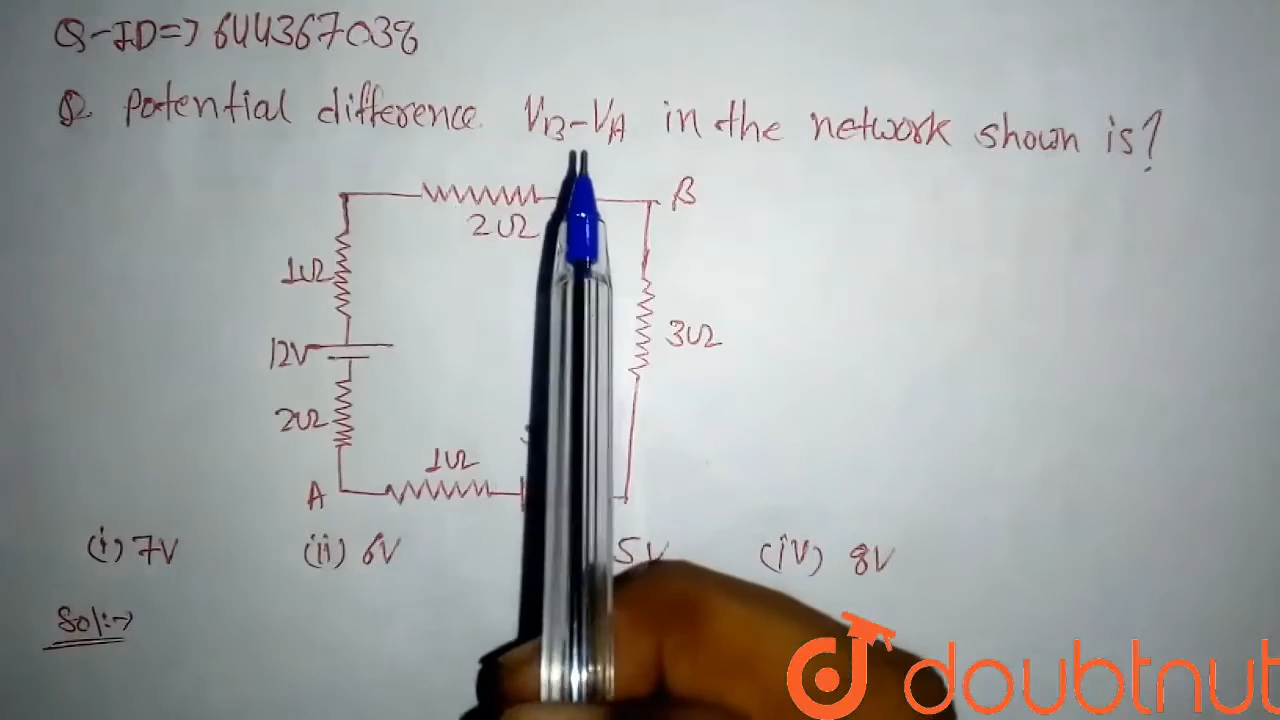 Q-ID=> 644367038
Q. Potential difference VB-VA in the network shown is?
B
2Ω
1Ω
3Ω
12V
2Ω
1Ω
A
(i) 7V (ii) 6V 5V (iv) 8V
Sol:→
doubtnut